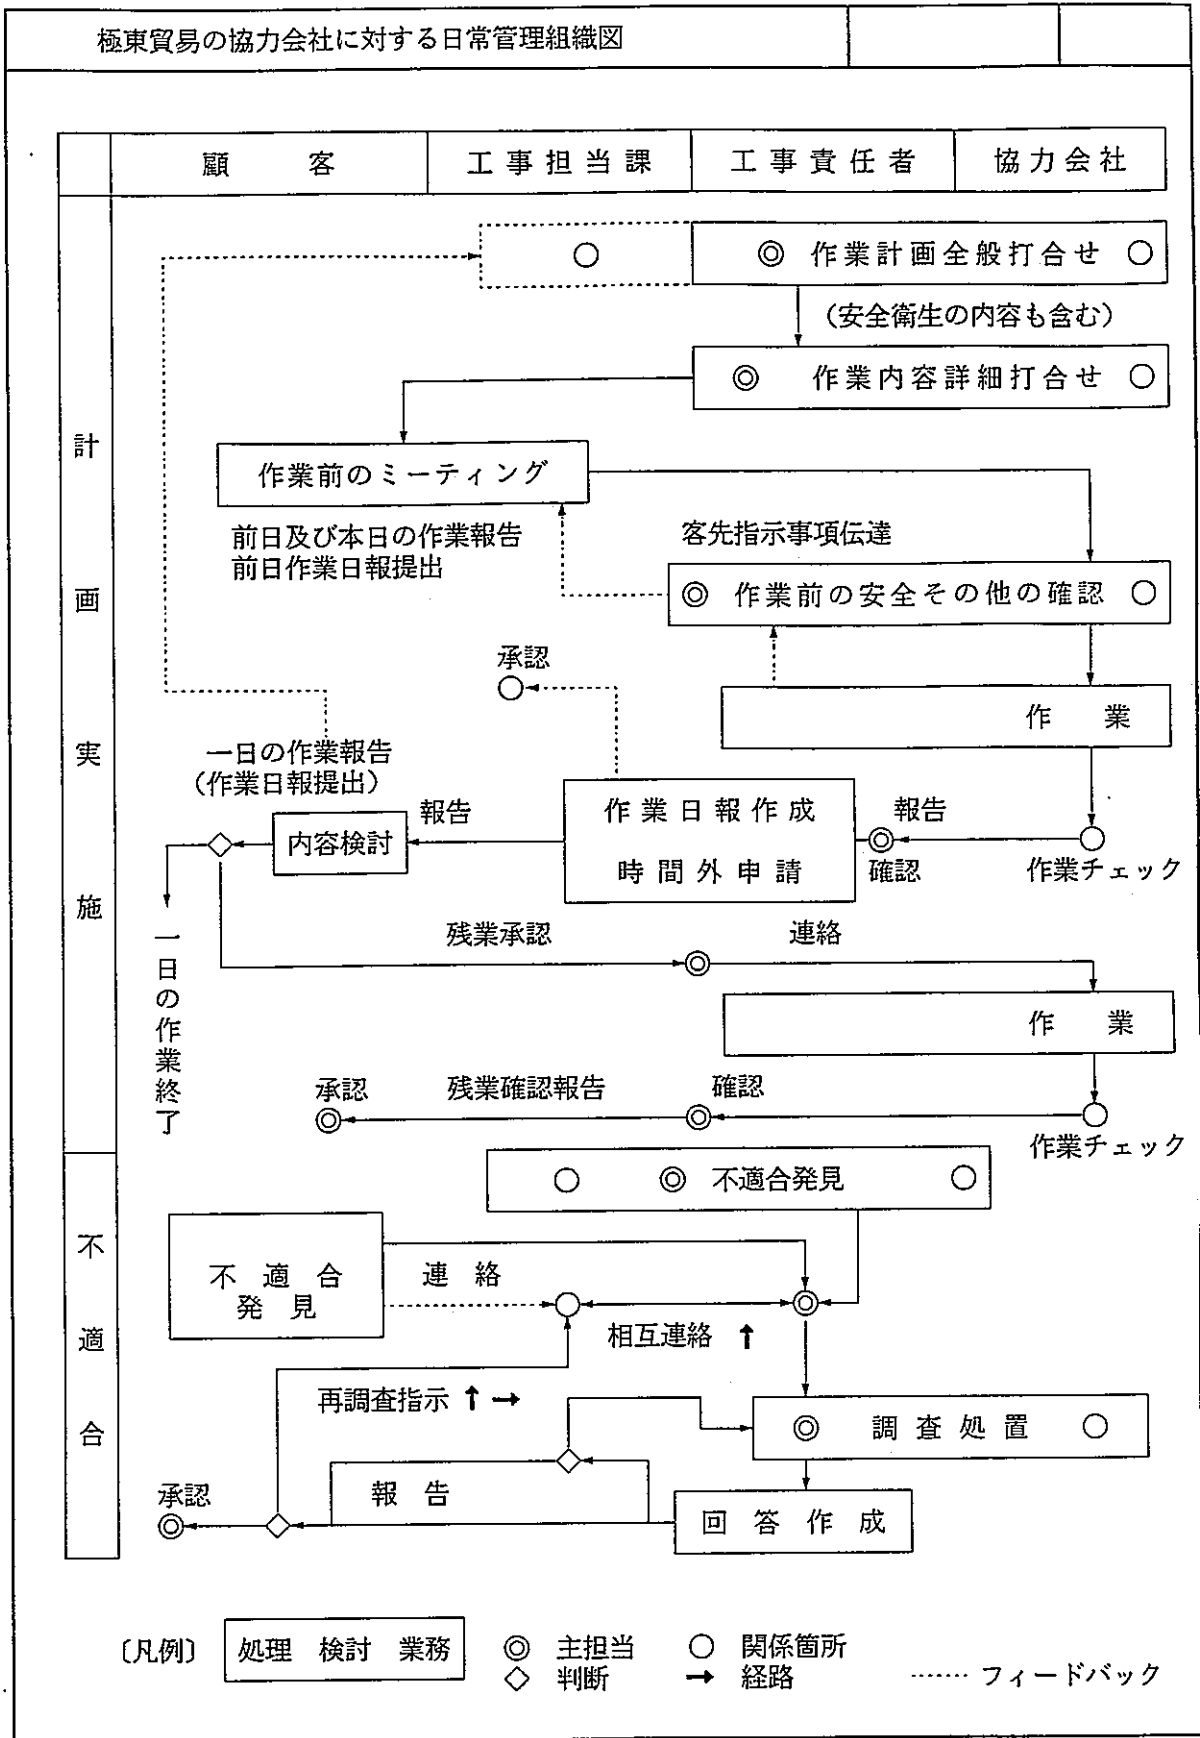 極東貿易の協力会社に対する日常管理組織図
顧客
工事担当課
工事責任者
協力会社
計画実施
◎ 作業計画全般打合せ ○
○
(安全衛生の内容も含む)
◎ 作業内容詳細打合せ ○
作業前のミーティング
前日及び本日の作業報告
前日作業日報提出
客先指示事項伝達
◎ 作業前の安全その他の確認 ○
承認
作業
一日の作業報告
(作業日報提出)
報告
内容検討
作業日報作成
時間外申請
報告
確認
作業チェック
残業承認
連絡
一日の作業終了
作業
承認
残業確認報告
確認
作業チェック
不適合
○ ◎ 不適合発見 ○
不適合
発見
連絡
相互連絡 ↑
再調査指示 ↑ →
◎ 調査処置 ○
報告
承認
回答作成
〔凡例〕
処理 検討 業務
◎ 主担当
○ 関係箇所
◇ 判断
→ 経路
…… フィードバック